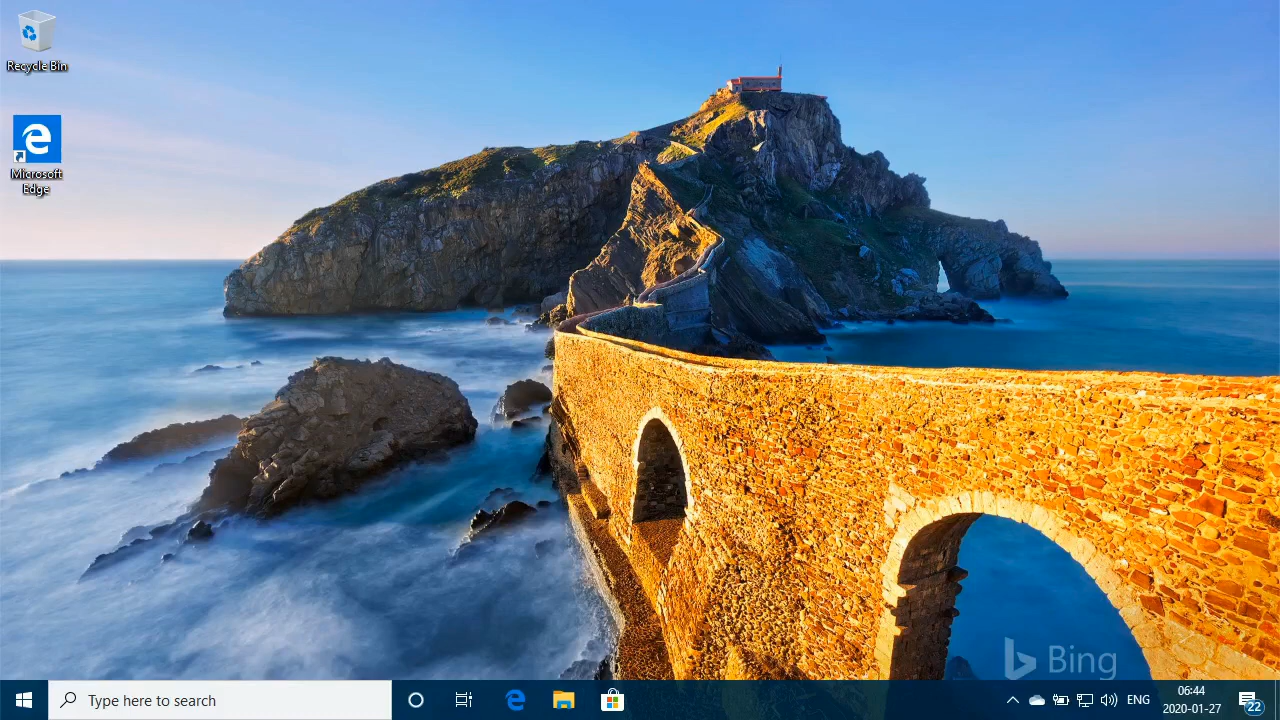 Recycle Bin
Microsoft
Edge
Bing
Type here to search
ENG
06:44
2020-01-27
22